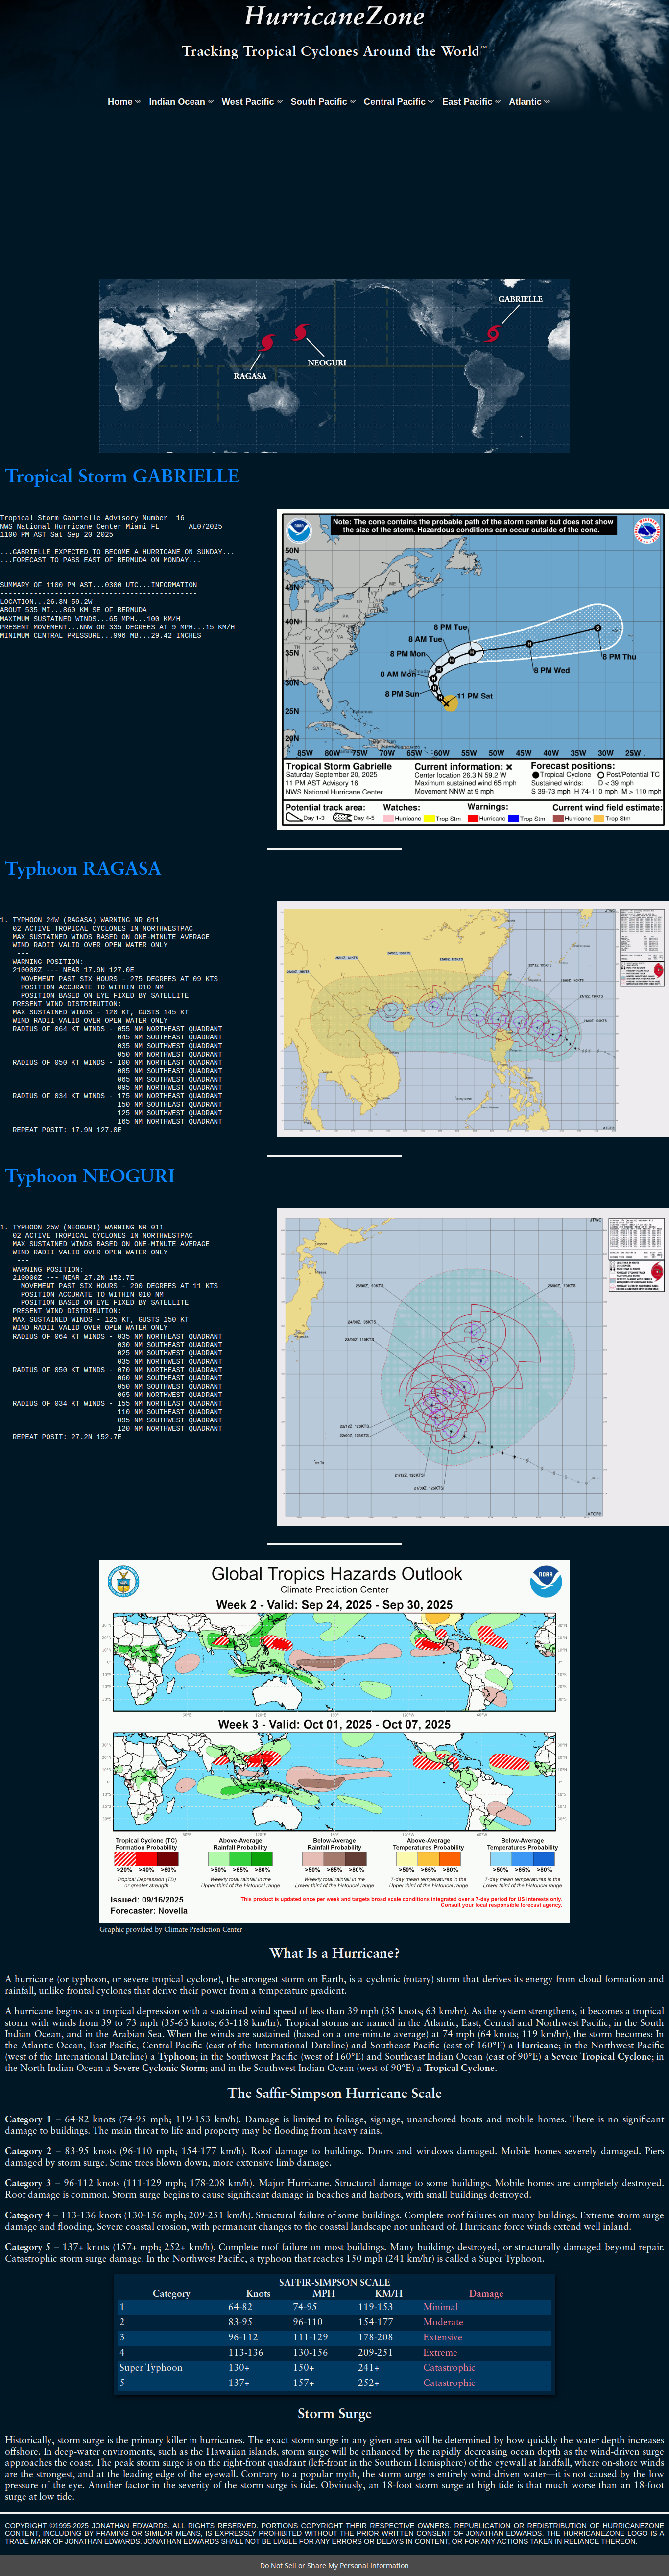 HurricaneZone
Tracking Tropical Cyclones Around the World™
Home Indian Ocean West Pacific South Pacific Central Pacific East Pacific Atlantic
GABRIELLE
NEOGURI
RAGASA
Tropical Storm GABRIELLE
Tropical Storm Gabrielle Advisory Number 16
NWS National Hurricane Center Miami FL AL072025
1100 PM AST Sat Sep 20 2025
...GABRIELLE EXPECTED TO BECOME A HURRICANE ON SUNDAY...
...FORECAST TO PASS EAST OF BERMUDA ON MONDAY...
SUMMARY OF 1100 PM AST...0300 UTC...INFORMATION
-----------------------------------------------
LOCATION...26.3N 59.2W
ABOUT 535 MI...860 KM SE OF BERMUDA
MAXIMUM SUSTAINED WINDS...65 MPH...100 KM/H
PRESENT MOVEMENT...NNW OR 335 DEGREES AT 9 MPH...15 KM/H
MINIMUM CENTRAL PRESSURE...996 MB...29.42 INCHES
Note: The cone contains the probable path of the storm center but does not show
the size of the storm. Hazardous conditions can occur outside of the cone.
50N
45N
40N
35N
30N
25N
20N
8 PM Tue
8 AM Tue
8 PM Mon
8 AM Mon
8 PM Sun
11 PM Sat
8 PM Wed
8 PM Thu
85W 80W 75W 70W 65W 60W 55W 50W 45W 40W 35W 30W 25W
Tropical Storm Gabrielle
Saturday September 20, 2025
11 PM AST Advisory 16
NWS National Hurricane Center
Current information: ×
Center location 26.3 N 59.2 W
Maximum sustained wind 65 mph
Movement NNW at 9 mph
Forecast positions:
Tropical Cyclone Post/Potential TC
Sustained winds: D < 39 mph
S 39-73 mph H 74-110 mph M > 110 mph
Potential track area:
Day 1-3 Day 4-5
Watches:
Hurricane Trop Stm
Warnings:
Hurricane Trop Stm
Current wind field estimate:
Hurricane Trop Stm
Typhoon RAGASA
1. TYPHOON 24W (RAGASA) WARNING NR 011
02 ACTIVE TROPICAL CYCLONES IN NORTHWESTPAC
MAX SUSTAINED WINDS BASED ON ONE-MINUTE AVERAGE
WIND RADII VALID OVER OPEN WATER ONLY
---
WARNING POSITION:
210000Z --- NEAR 17.9N 127.0E
MOVEMENT PAST SIX HOURS - 275 DEGREES AT 09 KTS
POSITION ACCURATE TO WITHIN 010 NM
POSITION BASED ON EYE FIXED BY SATELLITE
PRESENT WIND DISTRIBUTION:
MAX SUSTAINED WINDS - 120 KT, GUSTS 145 KT
WIND RADII VALID OVER OPEN WATER ONLY
RADIUS OF 064 KT WINDS - 055 NM NORTHEAST QUADRANT
045 NM SOUTHEAST QUADRANT
035 NM SOUTHWEST QUADRANT
050 NM NORTHWEST QUADRANT
RADIUS OF 050 KT WINDS - 100 NM NORTHEAST QUADRANT
085 NM SOUTHEAST QUADRANT
065 NM SOUTHWEST QUADRANT
095 NM NORTHWEST QUADRANT
RADIUS OF 034 KT WINDS - 175 NM NORTHEAST QUADRANT
150 NM SOUTHEAST QUADRANT
125 NM SOUTHWEST QUADRANT
165 NM NORTHWEST QUADRANT
REPEAT POSIT: 17.9N 127.0E
JTWC
ATCF®
Typhoon NEOGURI
1. TYPHOON 25W (NEOGURI) WARNING NR 011
02 ACTIVE TROPICAL CYCLONES IN NORTHWESTPAC
MAX SUSTAINED WINDS BASED ON ONE-MINUTE AVERAGE
WIND RADII VALID OVER OPEN WATER ONLY
---
WARNING POSITION:
210000Z --- NEAR 27.2N 152.7E
MOVEMENT PAST SIX HOURS - 290 DEGREES AT 11 KTS
POSITION ACCURATE TO WITHIN 010 NM
POSITION BASED ON EYE FIXED BY SATELLITE
PRESENT WIND DISTRIBUTION:
MAX SUSTAINED WINDS - 125 KT, GUSTS 150 KT
WIND RADII VALID OVER OPEN WATER ONLY
RADIUS OF 064 KT WINDS - 035 NM NORTHEAST QUADRANT
030 NM SOUTHEAST QUADRANT
025 NM SOUTHWEST QUADRANT
035 NM NORTHWEST QUADRANT
RADIUS OF 050 KT WINDS - 070 NM NORTHEAST QUADRANT
060 NM SOUTHEAST QUADRANT
050 NM SOUTHWEST QUADRANT
065 NM NORTHWEST QUADRANT
RADIUS OF 034 KT WINDS - 155 NM NORTHEAST QUADRANT
110 NM SOUTHEAST QUADRANT
095 NM SOUTHWEST QUADRANT
120 NM NORTHWEST QUADRANT
REPEAT POSIT: 27.2N 152.7E
JTWC
ATCF®
Global Tropics Hazards Outlook
Climate Prediction Center
Week 2 - Valid: Sep 24, 2025 - Sep 30, 2025
Week 3 - Valid: Oct 01, 2025 - Oct 07, 2025
Tropical Cyclone (TC)
Formation Probability
>20% >40% >60%
Tropical Depression (TD)
or greater strength
Above-Average
Rainfall Probability
>50% >65% >80%
Weekly total rainfall in the
Upper third of the historical range
Below-Average
Rainfall Probability
>50% >65% >80%
Weekly total rainfall in the
Lower third of the historical range
Above-Average
Temperatures Probability
>50% >65% >80%
7-day mean temperatures in the
Upper third of the historical range
Below-Average
Temperatures Probability
>50% >65% >80%
7-day mean temperatures in the
Lower third of the historical range
Issued: 09/16/2025
Forecaster: Novella
This product is updated once per week and targets broad scale conditions integrated over a 7-day period for US interests only.
Consult your local responsible forecast agency.
Graphic provided by Climate Prediction Center
What Is a Hurricane?
A hurricane (or typhoon, or severe tropical cyclone), the strongest storm on Earth, is a cyclonic (rotary) storm that derives its energy from cloud formation and
rainfall, unlike frontal cyclones that derive their power from a temperature gradient.
A hurricane begins as a tropical depression with a sustained wind speed of less than 39 mph (35 knots; 63 km/hr). As the system strengthens, it becomes a tropical
storm with winds from 39 to 73 mph (35-63 knots; 63-118 km/hr). Tropical storms are named in the Atlantic, East, Central and Northwest Pacific, in the South
Indian Ocean, and in the Arabian Sea. When the winds are sustained (based on a one-minute average) at 74 mph (64 knots; 119 km/hr), the storm becomes: In
the Atlantic Ocean, East Pacific, Central Pacific (east of the International Dateline) and Southeast Pacific (east of 160°E) a Hurricane; in the Northwest Pacific
(west of the International Dateline) a Typhoon; in the Southwest Pacific (west of 160°E) and Southeast Indian Ocean (east of 90°E) a Severe Tropical Cyclone; in
the North Indian Ocean a Severe Cyclonic Storm; and in the Southwest Indian Ocean (west of 90°E) a Tropical Cyclone.
The Saffir-Simpson Hurricane Scale
Category 1 – 64-82 knots (74-95 mph; 119-153 km/h). Damage is limited to foliage, signage, unanchored boats and mobile homes. There is no significant
damage to buildings. The main threat to life and property may be flooding from heavy rains.
Category 2 – 83-95 knots (96-110 mph; 154-177 km/h). Roof damage to buildings. Doors and windows damaged. Mobile homes severely damaged. Piers
damaged by storm surge. Some trees blown down, more extensive limb damage.
Category 3 – 96-112 knots (111-129 mph; 178-208 km/h). Major Hurricane. Structural damage to some buildings. Mobile homes are completely destroyed.
Roof damage is common. Storm surge begins to cause significant damage in beaches and harbors, with small buildings destroyed.
Category 4 – 113-136 knots (130-156 mph; 209-251 km/h). Structural failure of some buildings. Complete roof failures on many buildings. Extreme storm surge
damage and flooding. Severe coastal erosion, with permanent changes to the coastal landscape not unheard of. Hurricane force winds extend well inland.
Category 5 – 137+ knots (157+ mph; 252+ km/h). Complete roof failure on most buildings. Many buildings destroyed, or structurally damaged beyond repair.
Catastrophic storm surge damage. In the Northwest Pacific, a typhoon that reaches 150 mph (241 km/hr) is called a Super Typhoon.
SAFFIR-SIMPSON SCALE
Category Knots MPH KM/H Damage
1 64-82 74-95 119-153 Minimal
2 83-95 96-110 154-177 Moderate
3 96-112 111-129 178-208 Extensive
4 113-136 130-156 209-251 Extreme
Super Typhoon 130+ 150+ 241+ Catastrophic
5 137+ 157+ 252+ Catastrophic
Storm Surge
Historically, storm surge is the primary killer in hurricanes. The exact storm surge in any given area will be determined by how quickly the water depth increases
offshore. In deep-water enviroments, such as the Hawaiian islands, storm surge will be enhanced by the rapidly decreasing ocean depth as the wind-driven surge
approaches the coast. The peak storm surge is on the right-front quadrant (left-front in the Southern Hemisphere) of the eyewall at landfall, where on-shore winds
are the strongest, and at the leading edge of the eyewall. Contrary to a popular myth, the storm surge is entirely wind-driven water—it is not caused by the low
pressure of the eye. Another factor in the severity of the storm surge is tide. Obviously, an 18-foot storm surge at high tide is that much worse than an 18-foot
surge at low tide.
COPYRIGHT ©1995-2025 JONATHAN EDWARDS. ALL RIGHTS RESERVED. PORTIONS COPYRIGHT THEIR RESPECTIVE OWNERS. REPUBLICATION OR REDISTRIBUTION OF HURRICANEZONE
CONTENT, INCLUDING BY FRAMING OR SIMILAR MEANS, IS EXPRESSLY PROHIBITED WITHOUT THE PRIOR WRITTEN CONSENT OF JONATHAN EDWARDS. THE HURRICANEZONE LOGO IS A
TRADE MARK OF JONATHAN EDWARDS. JONATHAN EDWARDS SHALL NOT BE LIABLE FOR ANY ERRORS OR DELAYS IN CONTENT, OR FOR ANY ACTIONS TAKEN IN RELIANCE THEREON.
Do Not Sell or Share My Personal Information